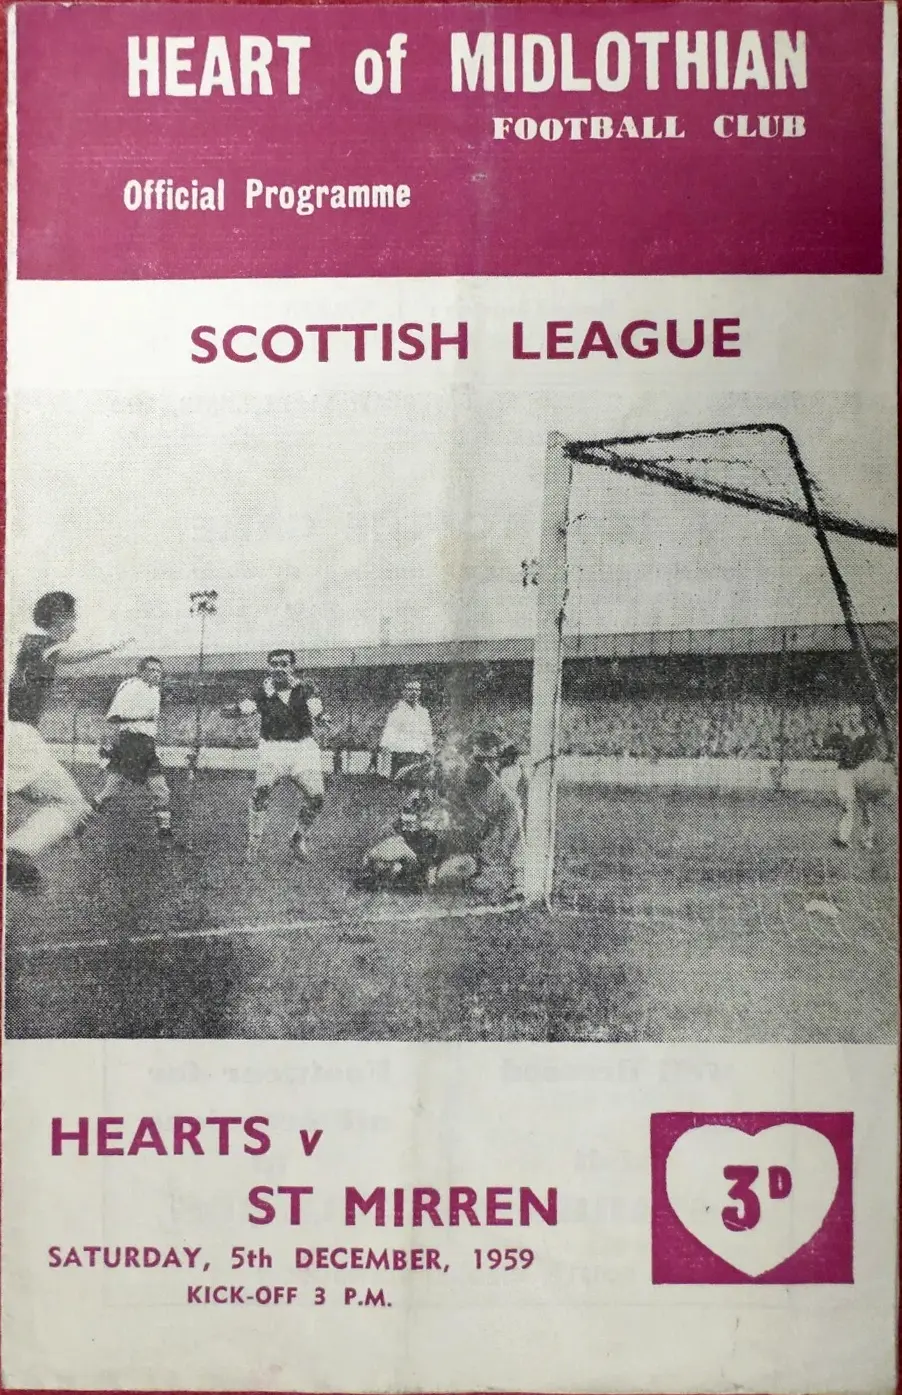 HEART of MIDLOTHIAN
FOOTBALL CLUB
Official Programme
SCOTTISH LEAGUE
HEARTS v
ST MIRREN
SATURDAY, 5th DECEMBER, 1959
KICK-OFF 3 P.M.
3D